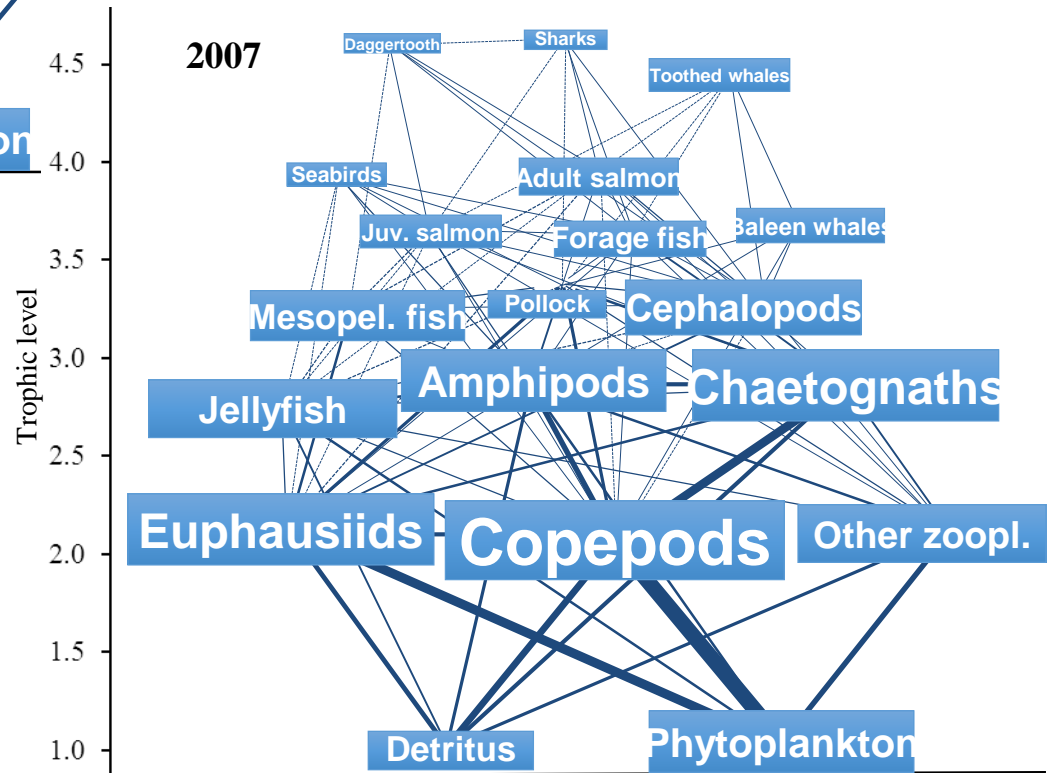 2007
Daggertooth
Sharks
4.5
Toothed whales
on
4.0
Seabirds
Adult salmon
Juv. salmon
Forage fish
Baleen whales
3.5
Mesopel. fish
Pollock
Cephalopods
Trophic level
3.0
Amphipods
Chaetognaths
Jellyfish
2.5
Euphausiids
Copepods
Other zoopl.
2.0
1.5
1.0
Detritus
Phytoplankton